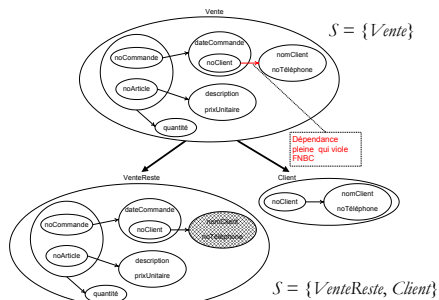 Vente
S = {Vente}
dateCommande
noCommande
noClient
nomClient
noTéléphone
noArticle
description
prixUnitaire
quantité
Dépendance
pleine qui viole
FNBC
VenteReste
Client
dateCommande
noCommande
noClient
nomClient
noTéléphone
noClient
nomClient
noTéléphone
noArticle
description
prixUnitaire
quantité
S = {VenteReste, Client}